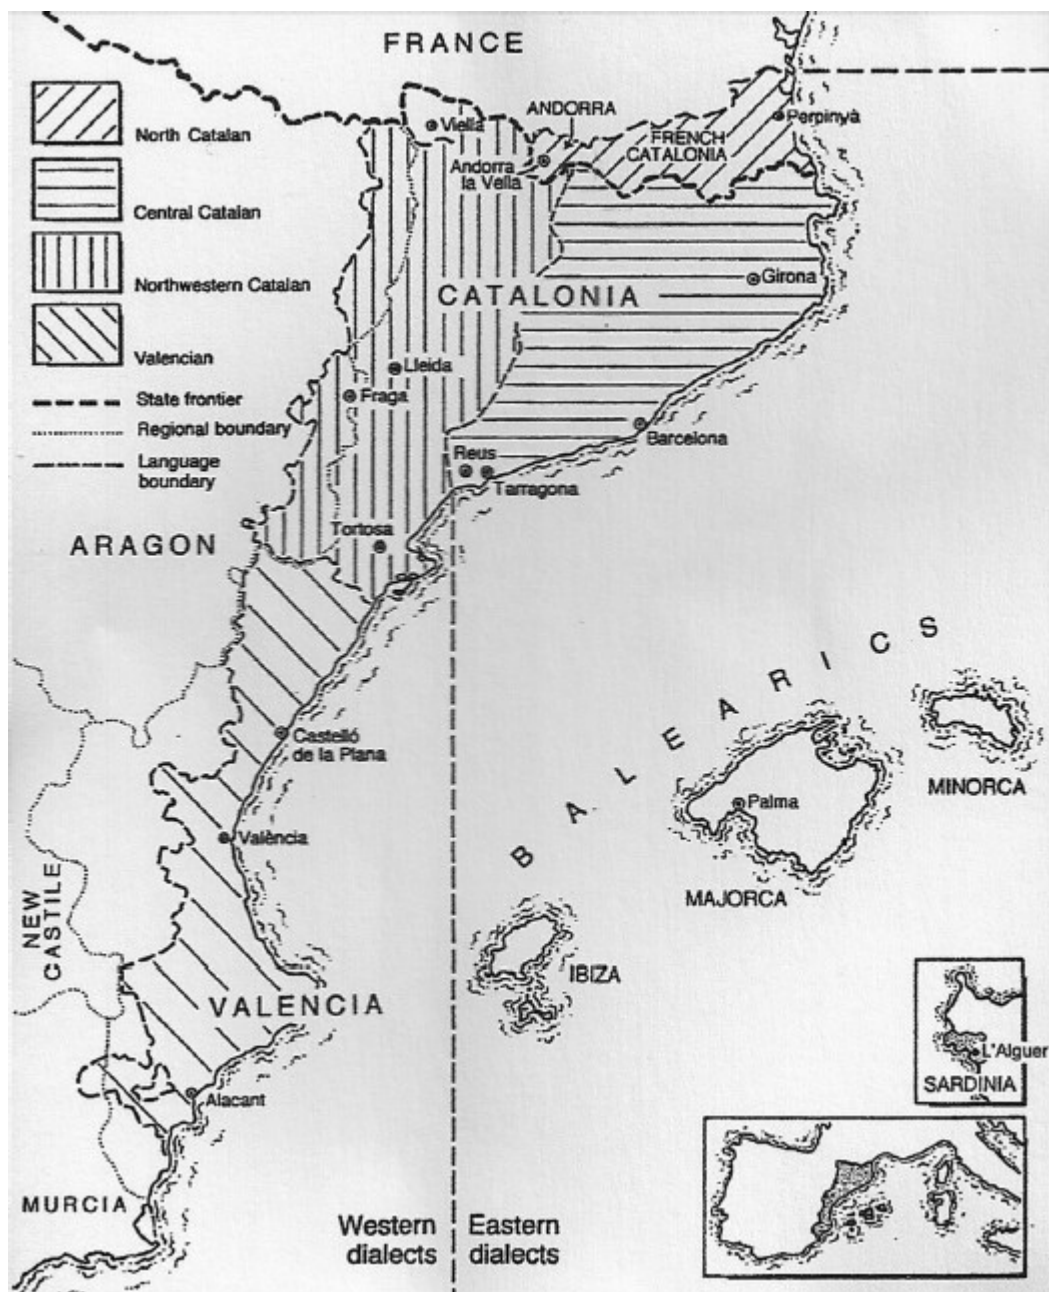 FRANCE
North Catalan
Central Catalan
Northwestern Catalan
Valencian
State frontier
Regional boundary
Language
boundary
Viella
ANDORRA
Andorra
la Vella
FRENCH
CATALONIA
Perpinyà
CATALONIA
Girona
Lleida
Fraga
Barcelona
Reus
Tarragona
Tortosa
ARAGON
BALEARICS
Castelló
de la Plana
València
Palma
MINORCA
MAJORCA
IBIZA
NEW
CASTILE
VALENCIA
Alacant
L'Alguer
SARDINIA
MURCIA
Western
dialects
Eastern
dialects